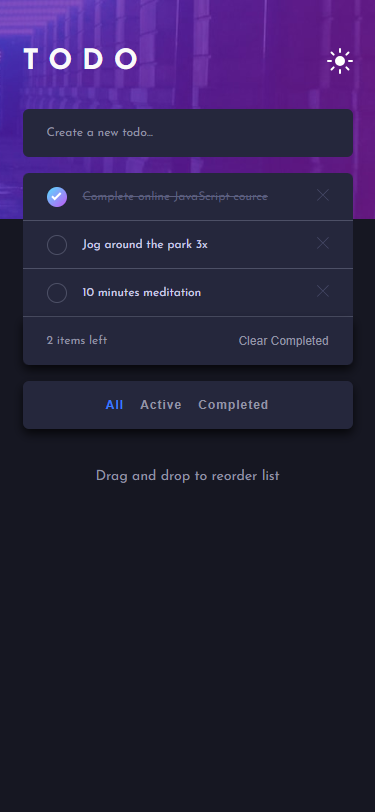 TODO
Create a new todo...
Complete online JavaScript cource
Jog around the park 3x
10 minutes meditation
2 items left Clear Completed
All Active Completed
Drag and drop to reorder list